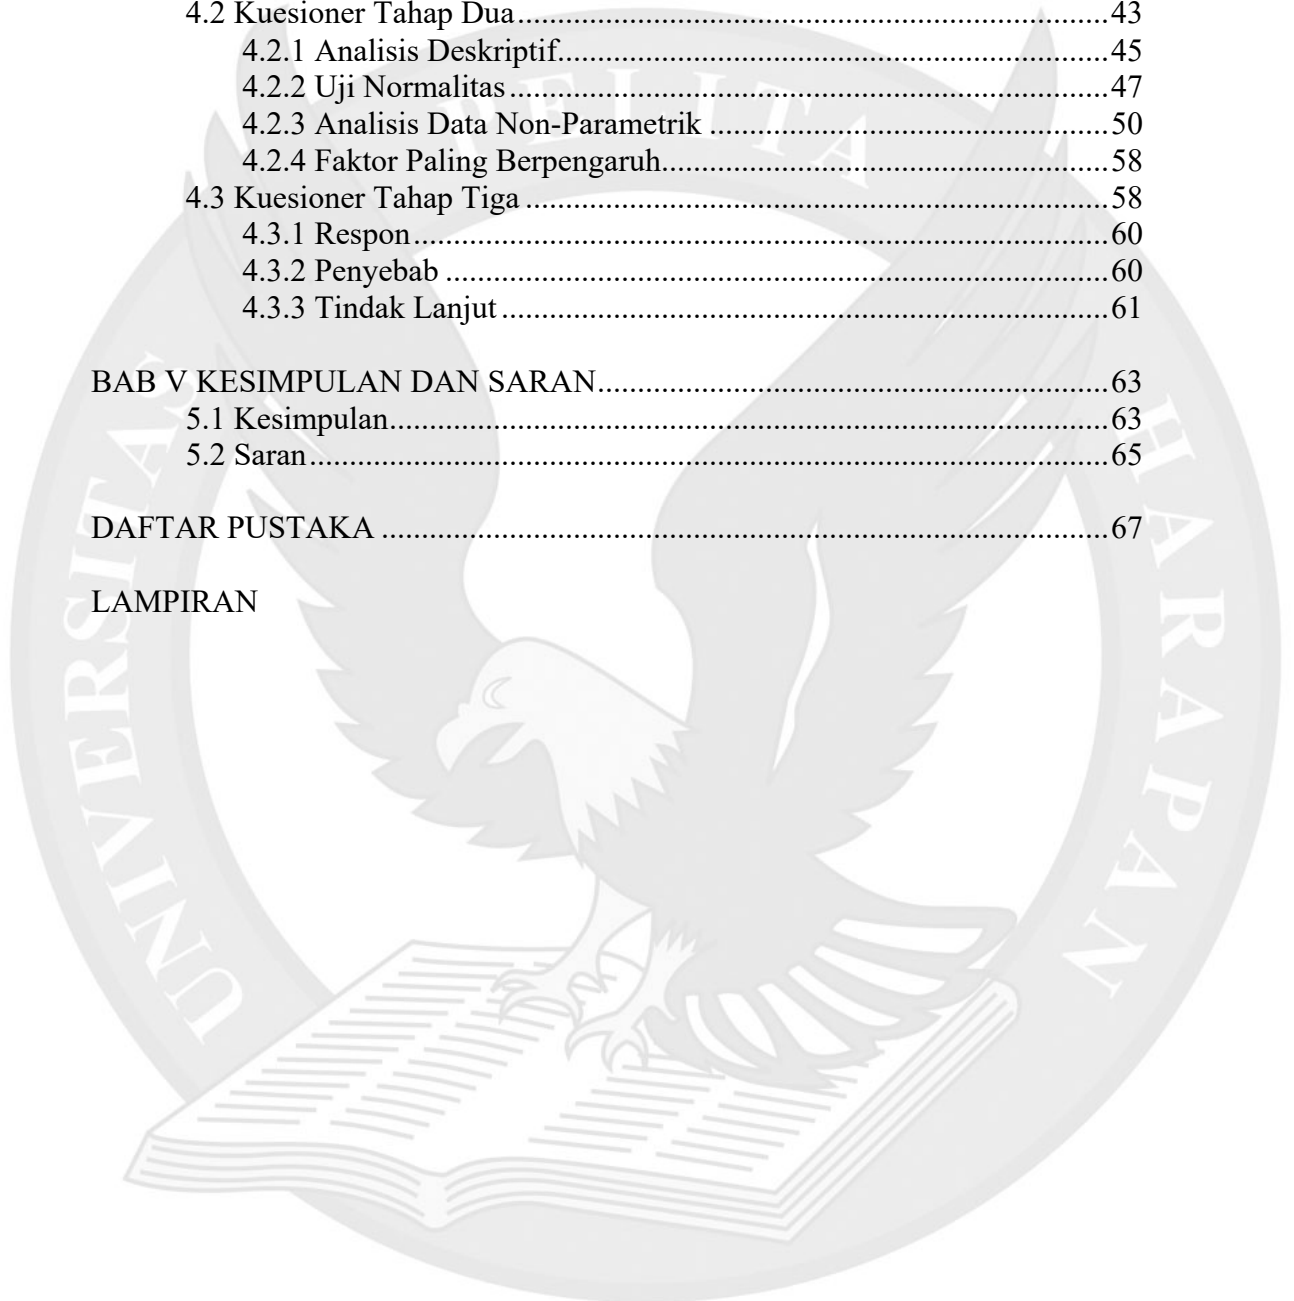 4.2 Kuesioner Tahap Dua.......................................................................... 43
4.2.1 Analisis Deskriptif..................................................................... 45
4.2.2 Uji Normalitas ........................................................................... 47
4.2.3 Analisis Data Non-Parametrik .................................................. 50
4.2.4 Faktor Paling Berpengaruh........................................................ 58
4.3 Kuesioner Tahap Tiga ......................................................................... 58
4.3.1 Respon....................................................................................... 60
4.3.2 Penyebab ................................................................................... 60
4.3.3 Tindak Lanjut ............................................................................ 61
BAB V KESIMPULAN DAN SARAN................................................................ 63
5.1 Kesimpulan.......................................................................................... 63
5.2 Saran.................................................................................................... 65
DAFTAR PUSTAKA ........................................................................................... 67
LAMPIRAN
UNIVERSITAS PELITA HARAPAN